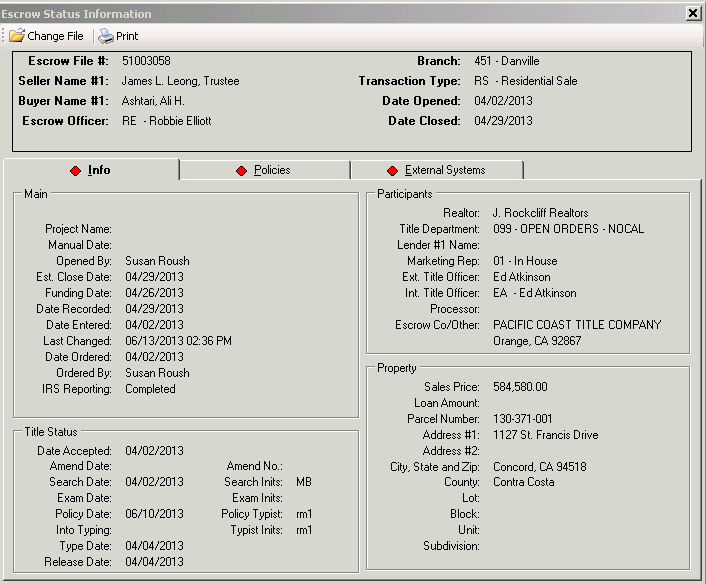 Escrow Status Information
Change File Print
Escrow File #: 51003058 Branch: 451 - Danville
Seller Name #1: James L. Leong, Trustee Transaction Type: RS - Residential Sale
Buyer Name #1: Ashtari, Ali H. Date Opened: 04/02/2013
Escrow Officer: RE - Robbie Elliott Date Closed: 04/29/2013
Info Policies External Systems
Main
Project Name:
Manual Date:
Opened By: Susan Roush
Est. Close Date: 04/29/2013
Funding Date: 04/26/2013
Date Recorded: 04/29/2013
Date Entered: 04/02/2013
Last Changed: 06/13/2013 02:36 PM
Date Ordered: 04/02/2013
Ordered By: Susan Roush
IRS Reporting: Completed
Title Status
Date Accepted: 04/02/2013
Amend Date: Amend No.:
Search Date: 04/02/2013 Search Inits: MB
Exam Date: Exam Inits:
Policy Date: 06/10/2013 Policy Typist: rm1
Into Typing: Typist Inits: rm1
Type Date: 04/04/2013
Release Date: 04/04/2013
Participants
Realtor: J. Rockcliff Realtors
Title Department: 099 - OPEN ORDERS - NOCAL
Lender #1 Name:
Marketing Rep: 01 - In House
Ext. Title Officer: Ed Atkinson
Int. Title Officer: EA - Ed Atkinson
Processor:
Escrow Co/Other: PACIFIC COAST TITLE COMPANY
Orange, CA 92867
Property
Sales Price: 584,580.00
Loan Amount:
Parcel Number: 130-371-001
Address #1: 1127 St. Francis Drive
Address #2:
City, State and Zip: Concord, CA 94518
County: Contra Costa
Lot:
Block:
Unit:
Subdivision: